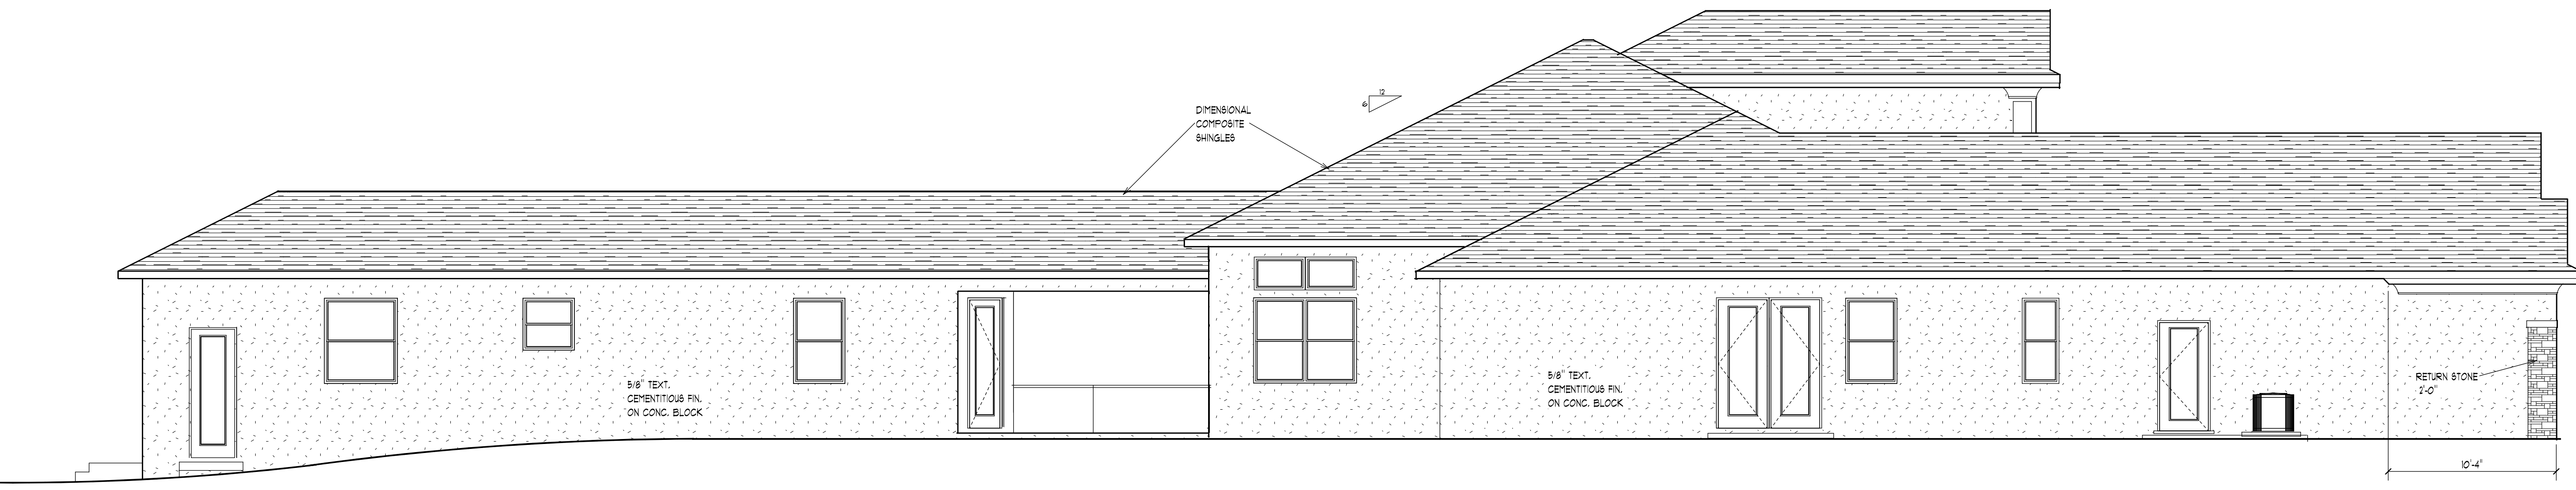 DIMENSIONAL
COMPOSITE
SHINGLES
12
6
5/8" TEXT.
CEMENTITIOUS FIN.
ON CONC. BLOCK
5/8" TEXT.
CEMENTITIOUS FIN.
ON CONC. BLOCK
RETURN STONE
2'-0"
10'-4"